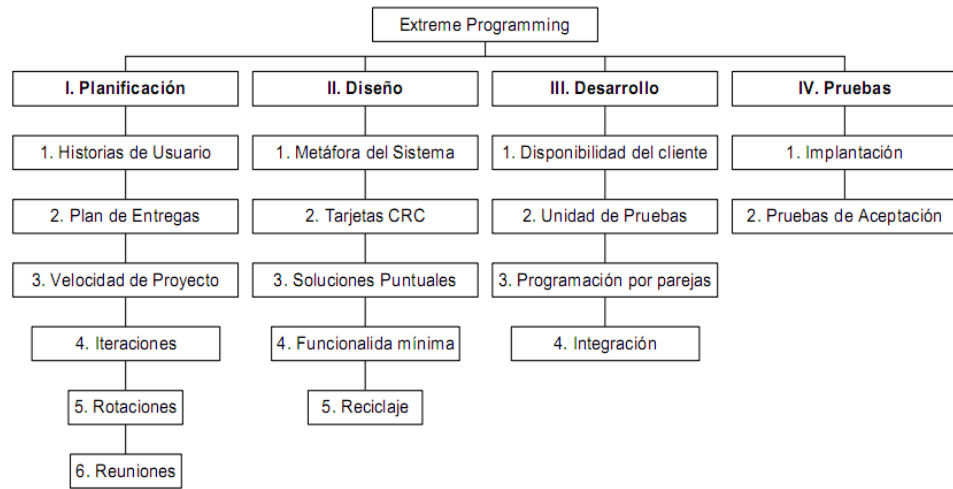 Extreme Programming
I. Planificación
II. Diseño
III. Desarrollo
IV. Pruebas
1. Historias de Usuario
1. Metáfora del Sistema
1. Disponibilidad del cliente
1. Implantación
2. Plan de Entregas
2. Tarjetas CRC
2. Unidad de Pruebas
2. Pruebas de Aceptación
3. Velocidad de Proyecto
3. Soluciones Puntuales
3. Programación por parejas
4. Iteraciones
4. Funcionalida mínima
4. Integración
5. Rotaciones
5. Reciclaje
6. Reuniones